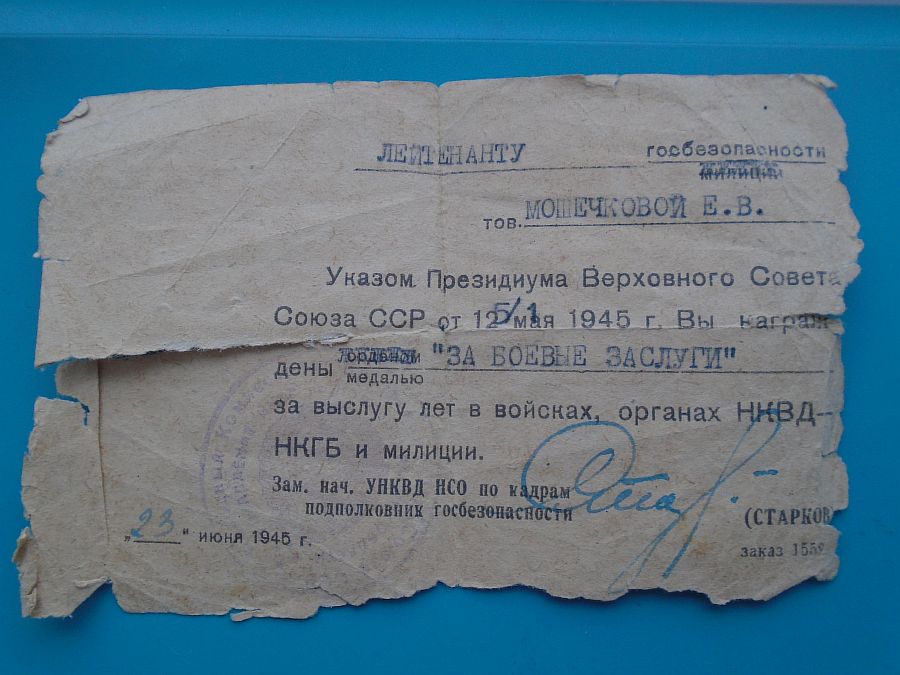 ЛЕЙТЕНАНТУ госбезопасности
милиции
тов. МОШЕЧКОВОЙ Е.В.
Указом Президиума Верховного Совета
Союза ССР от 12 5/1 мая 1945 г. Вы награж-
дены орденом "ЗА БОЕВЫЕ ЗАСЛУГИ"
медалью
за выслугу лет в войсках, органах НКВД—
НКГБ и милиции.
Зам. нач. УНКВД НСО по кадрам
подполковник госбезопасности
(СТАРКОВ
„23" июня 1945 г.
заказ 1559